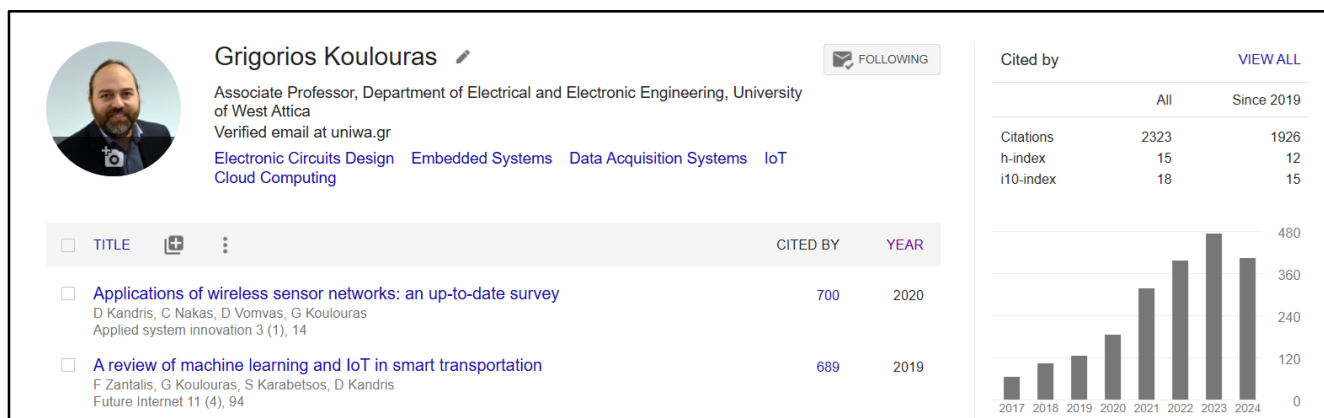 Grigorios Koulouras
FOLLOWING
Associate Professor, Department of Electrical and Electronic Engineering, University
of West Attica
Verified email at uniwa.gr
Electronic Circuits Design Embedded Systems Data Acquisition Systems IoT
Cloud Computing
TITLE CITED BY YEAR
Applications of wireless sensor networks: an up-to-date survey 700 2020
D Kandris, C Nakas, D Vomvas, G Koulouras
Applied system innovation 3 (1), 14
A review of machine learning and IoT in smart transportation 689 2019
F Zantalis, G Koulouras, S Karabetsos, D Kandris
Future Internet 11 (4), 94
Cited by VIEW ALL
All Since 2019
Citations 2323 1926
h-index 15 12
i10-index 18 15
480
360
240
120
0
2017 2018 2019 2020 2021 2022 2023 2024